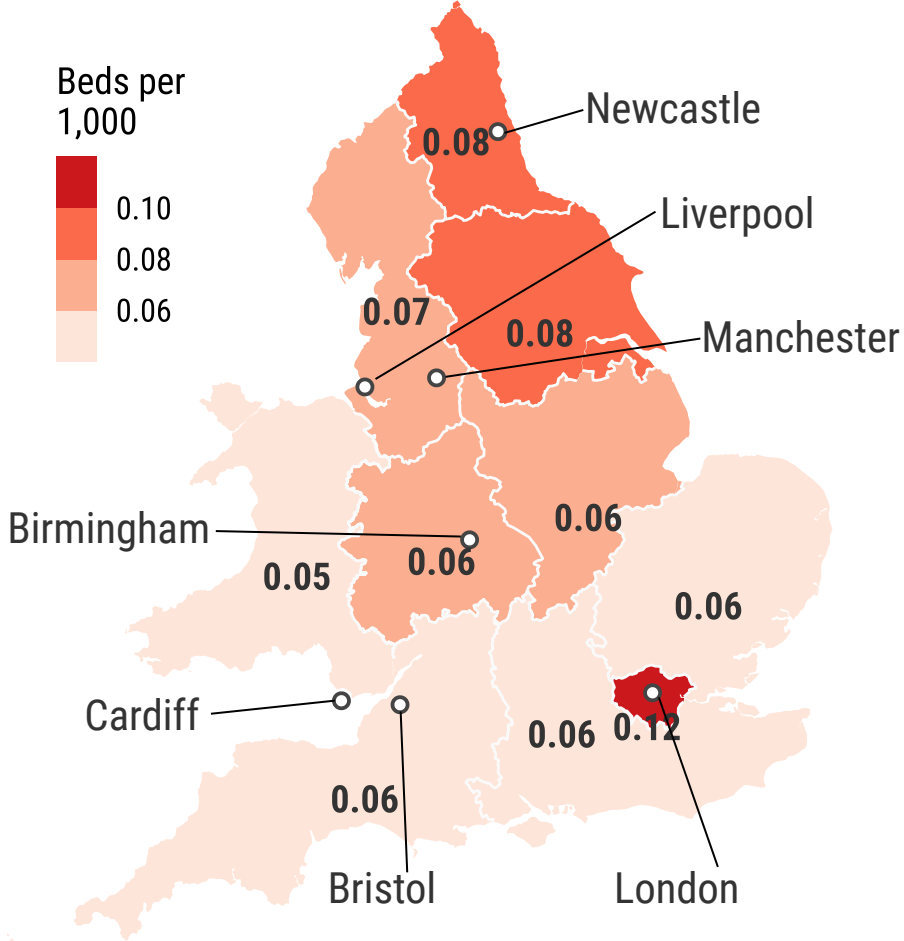 Beds per
1,000
0.10
0.08
0.06
Newcastle
0.08
Liverpool
0.07
0.08
Manchester
0.06
Birmingham
0.06
0.05
0.06
Cardiff
0.06
0.12
0.06
Bristol
London